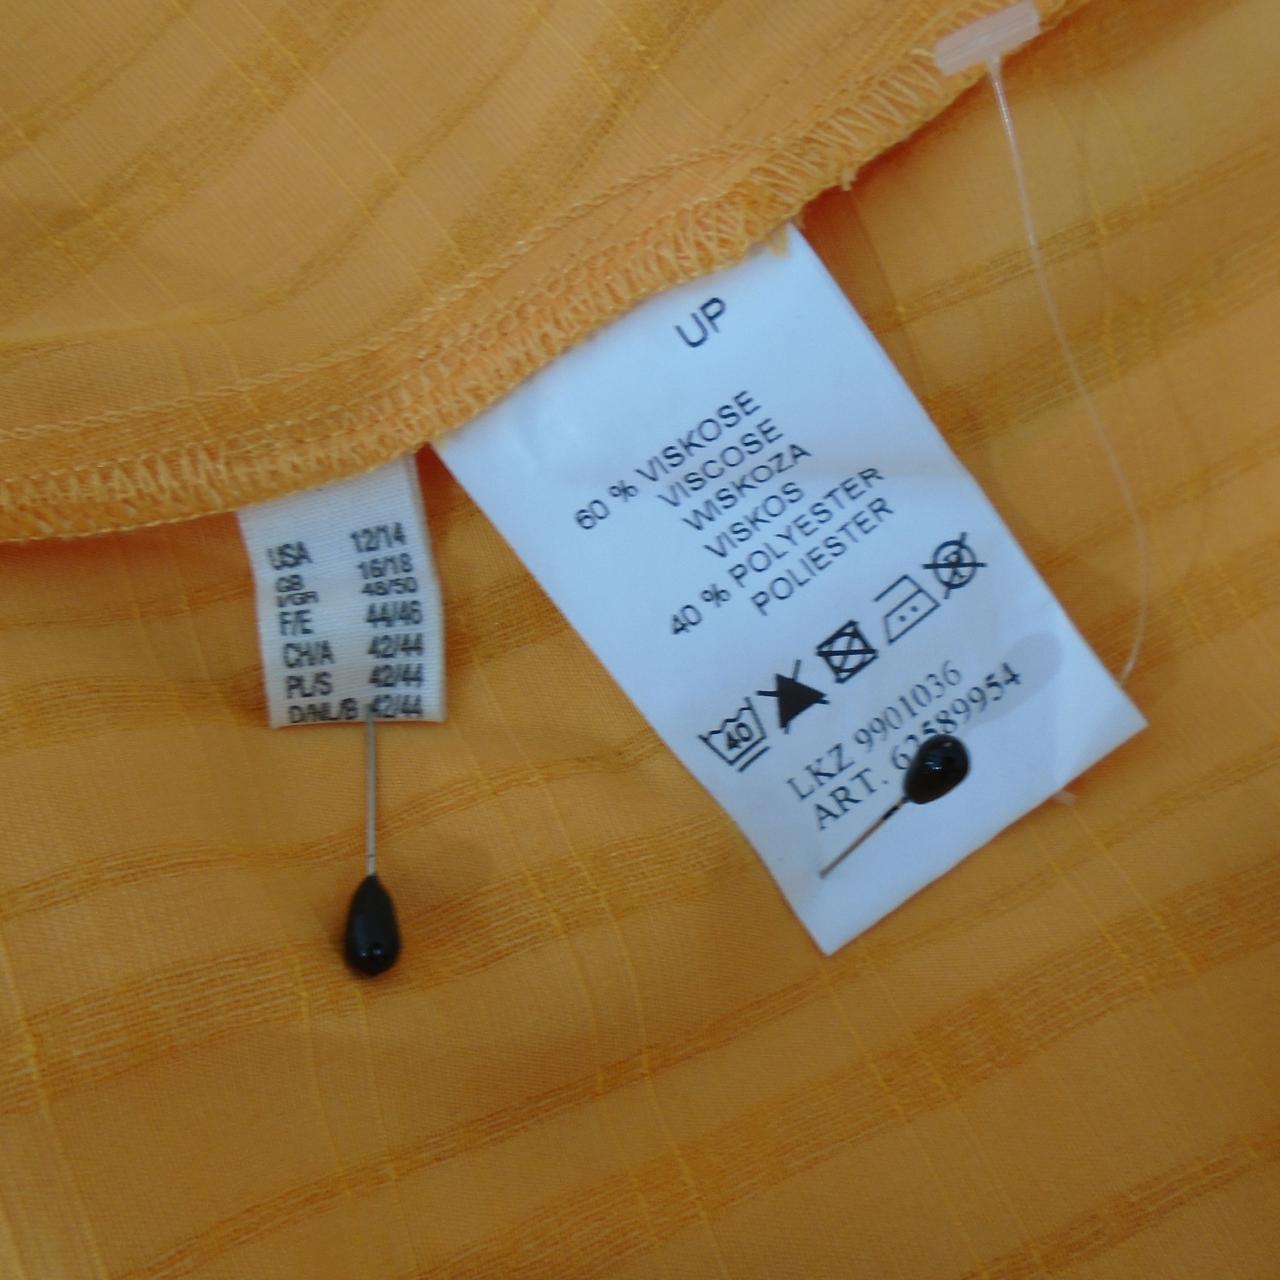 USA 12/14
GB 16/18
I/GR 48/50
F/E 44/46
CH/A 42/44
PL/S 42/44
D/NL/B 42/44
UP
60 % VISKOSE
VISCOSE
WISKOZA
VISKOS
40 % POLYESTER
POLIESTER
40
P
LKZ 9901036
ART. 62589954